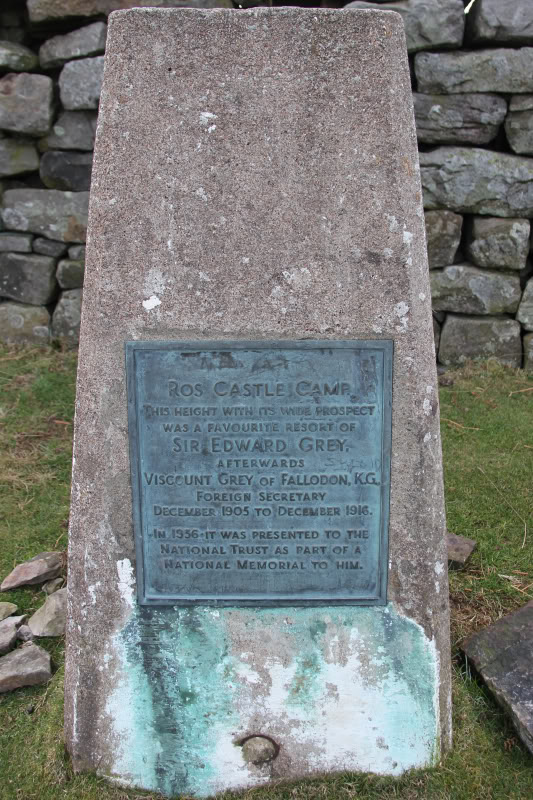 ROS CASTLE CAMP.
THIS HEIGHT WITH ITS WIDE PROSPECT
WAS A FAVOURITE RESORT OF
SIR EDWARD GREY,
AFTERWARDS
VISCOUNT GREY OF FALLODON, K.G.,
FOREIGN SECRETARY
DECEMBER 1905 TO DECEMBER 1916.
IN 1936 IT WAS PRESENTED TO THE
NATIONAL TRUST AS PART OF A
NATIONAL MEMORIAL TO HIM.